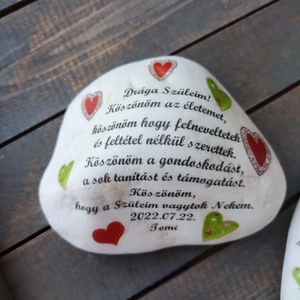 Drága Szüleim!
Köszönöm az életemet,
köszönöm hogy felneveltetek
és feltétel nélkül szerettek.
Köszönöm a gondoskodást,
a sok tanítást és támogatást.
Köszönöm,
hogy a Szüleim vagytok Nekem.
2022.07.22.
Tomi